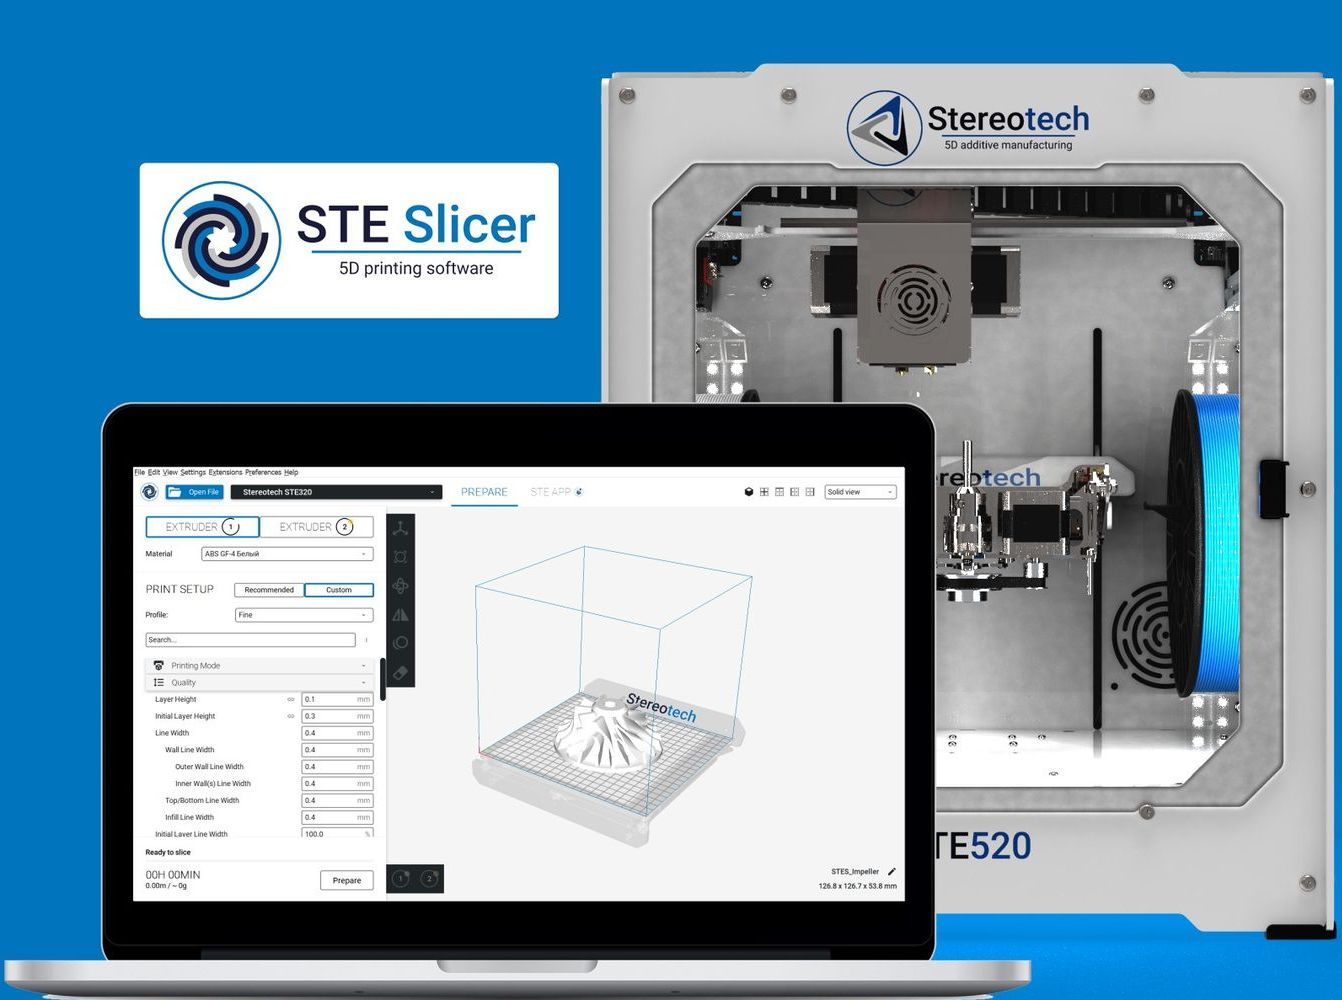 Stereotech
5D additive manufacturing
STE Slicer
5D printing software
File Edit View Settings Extensions Preferences Help
Open File
Stereotech STE320
PREPARE
STE APP
Solid view
EXTRUDER 1
EXTRUDER 2
Material
ABS GF-4 Белый
PRINT SETUP
Recommended
Custom
Profile:
Fine
Search...
Printing Mode
Quality
Layer Height 0.1 mm
Initial Layer Height 0.3 mm
Line Width 0.4 mm
Wall Line Width 0.4 mm
Outer Wall Line Width 0.4 mm
Inner Wall(s) Line Width 0.4 mm
Top/Bottom Line Width 0.4 mm
Infill Line Width 0.4 mm
Initial Layer Line Width 100.0 %
Ready to slice
00H 00MIN
0.00m / ~ 0g
Prepare
1 2
Stereotech
STES_Impeller
126.8 x 126.7 x 53.8 mm
reotech
TE520